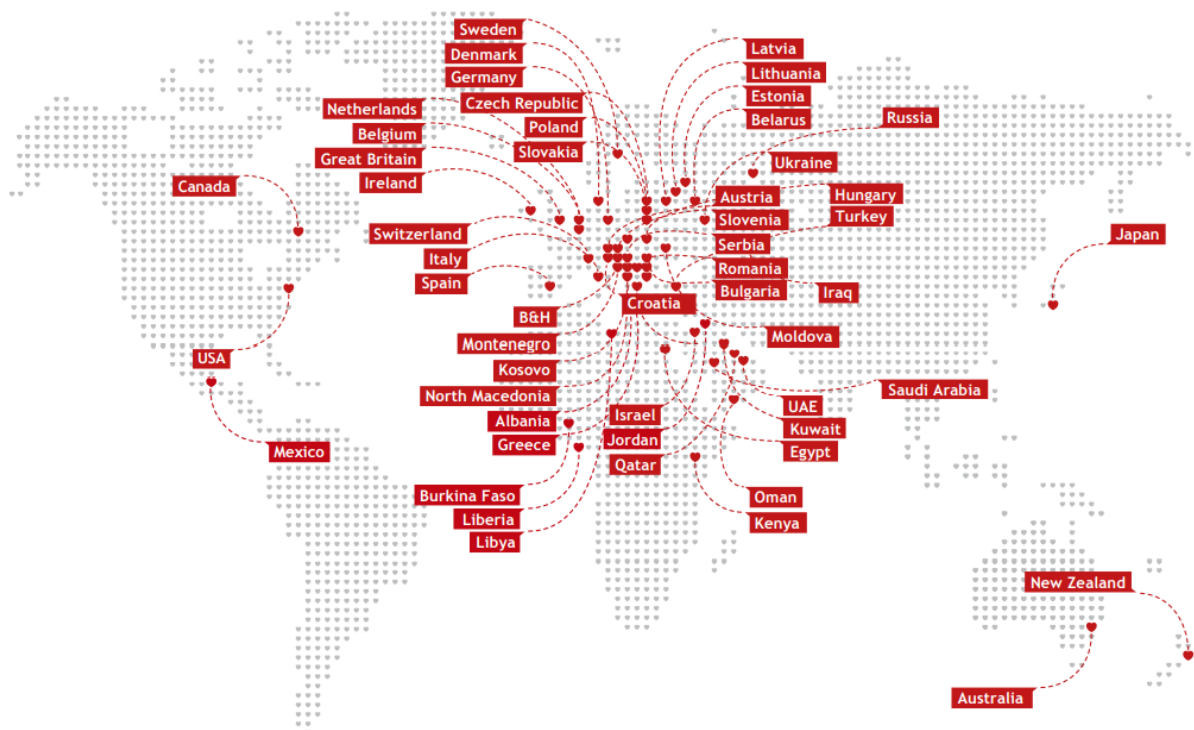 Sweden
Denmark
Germany
Czech Republic
Netherlands
Poland
Belgium
Slovakia
Great Britain
Ireland
Canada
Latvia
Lithuania
Estonia
Belarus
Russia
Ukraine
Austria
Hungary
Slovenia
Turkey
Serbia
Romania
Bulgaria
Iraq
Japan
Switzerland
Italy
Spain
Croatia
B&H
Montenegro
Moldova
USA
Kosovo
North Macedonia
Albania
Greece
Saudi Arabia
Israel
Jordan
Qatar
UAE
Kuwait
Egypt
Mexico
Burkina Faso
Liberia
Libya
Oman
Kenya
New Zealand
Australia